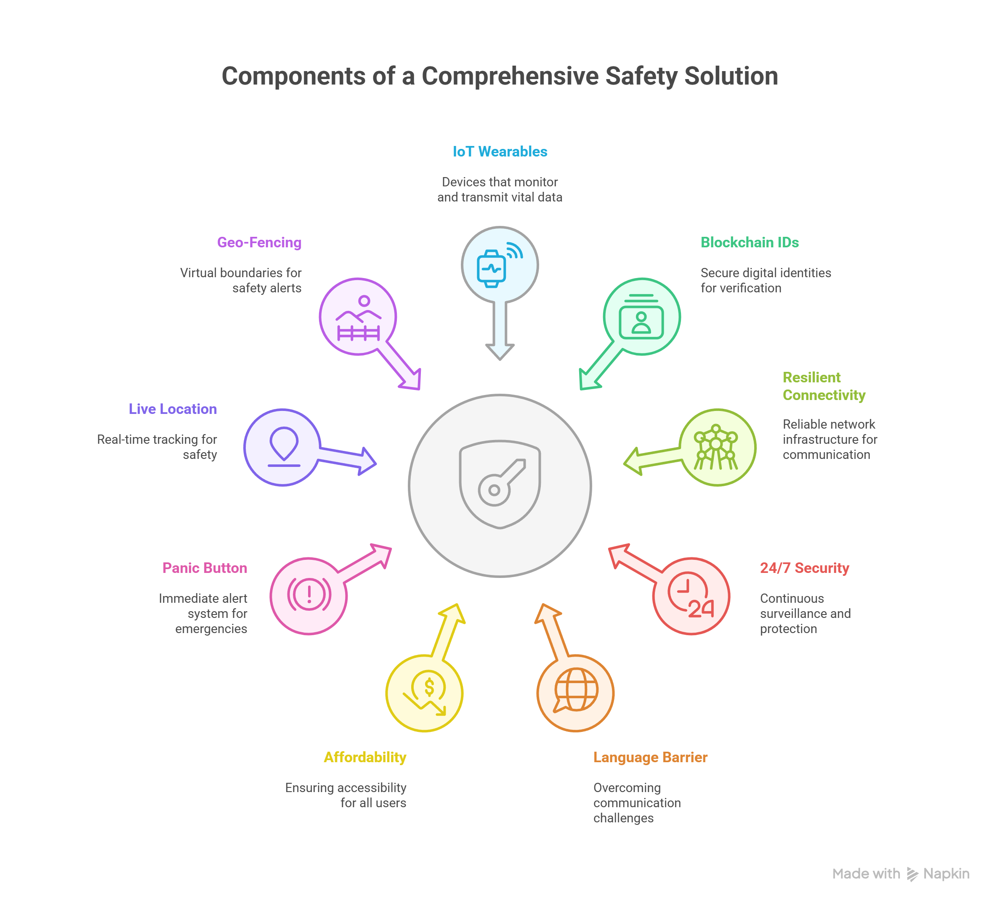 Components of a Comprehensive Safety Solution
IoT Wearables
Devices that monitor
and transmit vital data
Geo-Fencing
Virtual boundaries for
safety alerts
Blockchain IDs
Secure digital identities
for verification
Resilient
Connectivity
Reliable network
infrastructure for
communication
Live Location
Real-time tracking for
safety
Panic Button
Immediate alert
system for
emergencies
24/7 Security
Continuous
surveillance and
protection
24
$
Affordability
Ensuring accessibility
for all users
Language Barrier
Overcoming
communication
challenges
Made with Napkin